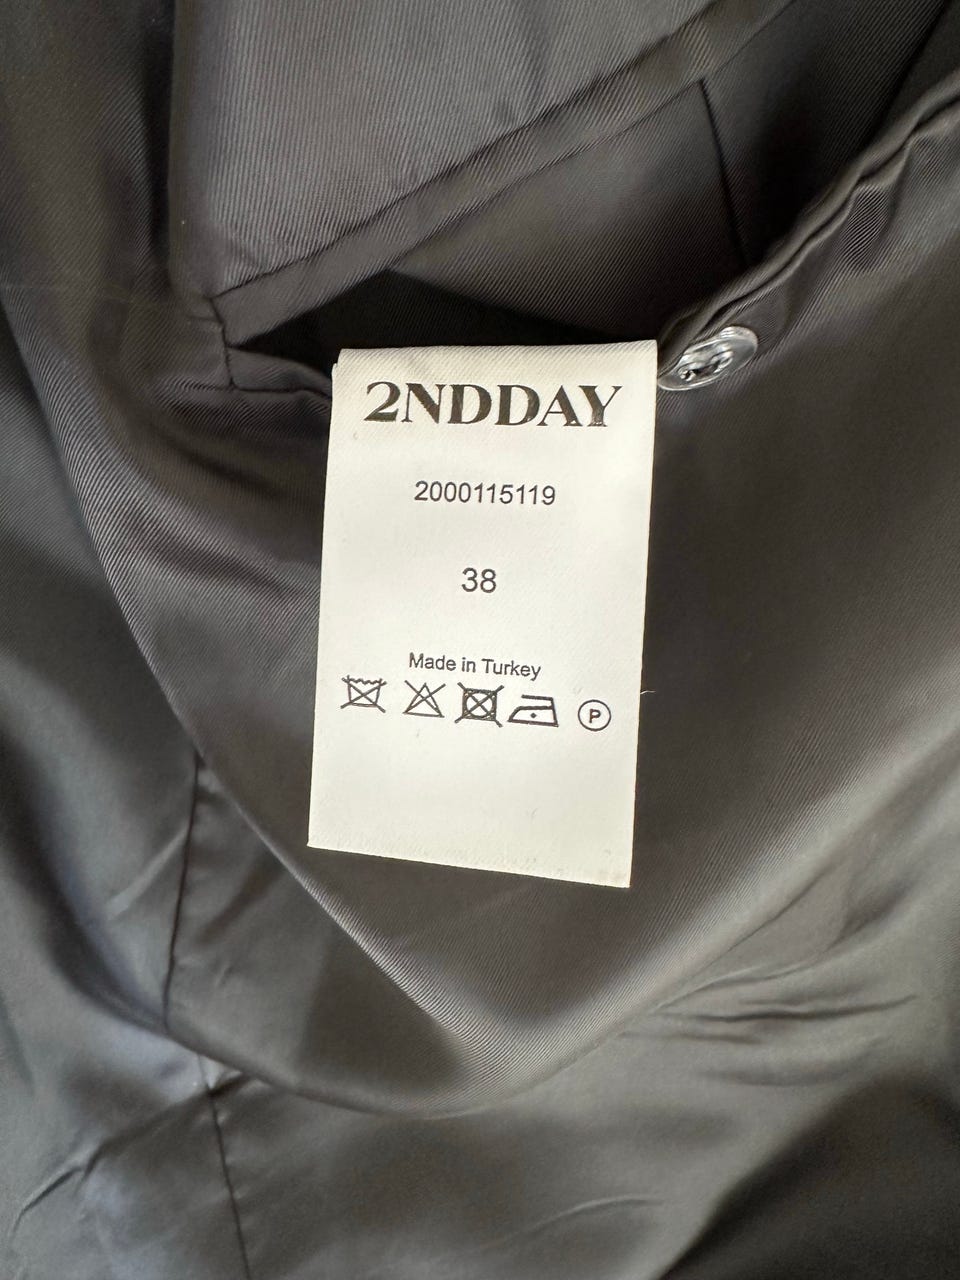 2NDDAY
2000115119
38
Made in Turkey
P